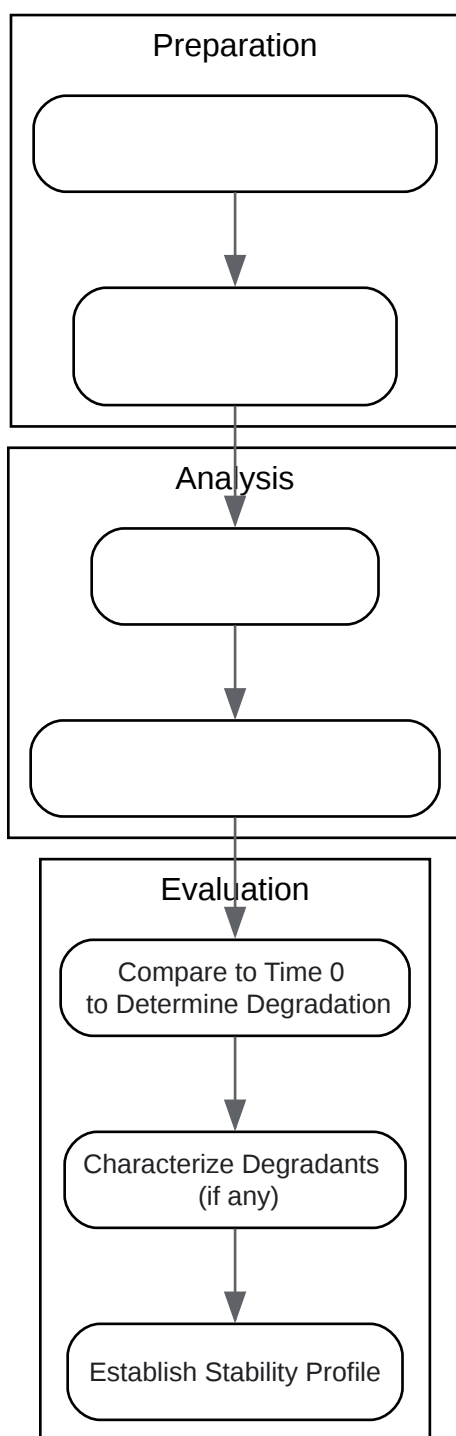 Preparation
Analysis
Evaluation
Compare to Time 0
to Determine Degradation
Characterize Degradants
(if any)
Establish Stability Profile